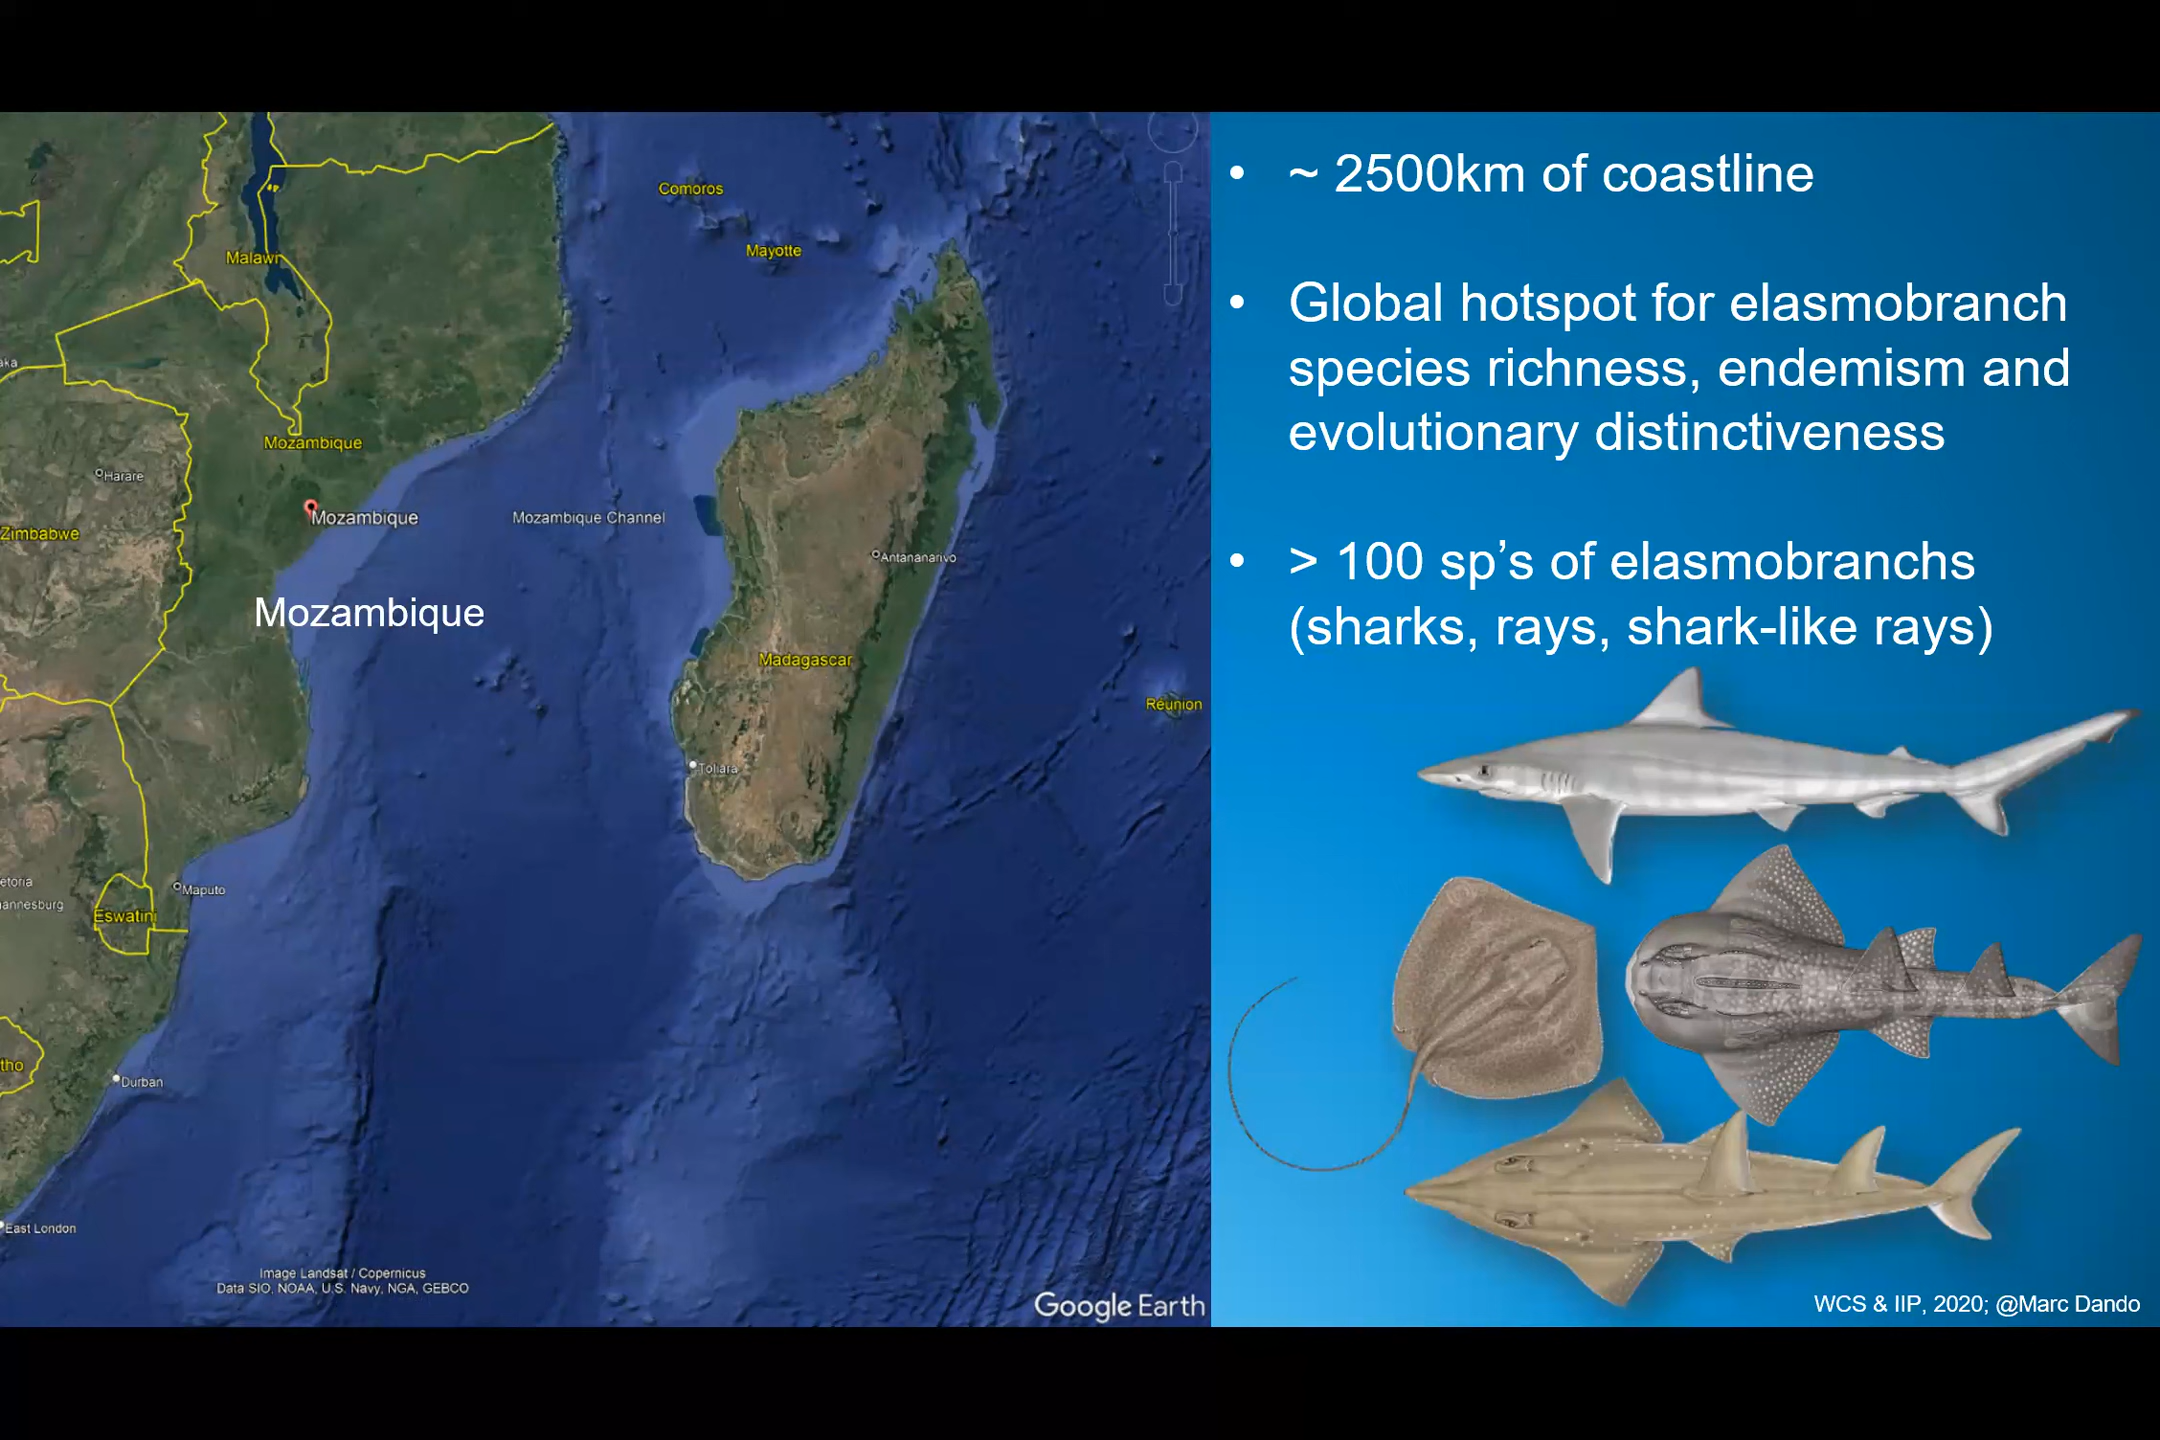 Comoros
Mayotte
Malawi
aka
Mozambique
Harare
Mozambique
Mozambique Channel
Zimbabwe
Antananarivo
Mozambique
Madagascar
Réunion
Toliara
etoria
Maputo
annesburg
Eswatini
tho
Durban
East London
Image Landsat / Copernicus
Data SIO, NOAA, U.S. Navy, NGA, GEBCO
Google Earth
• ~ 2500km of coastline
• Global hotspot for elasmobranch
species richness, endemism and
evolutionary distinctiveness
• > 100 sp’s of elasmobranchs
(sharks, rays, shark-like rays)
WCS & IIP, 2020; @Marc Dando